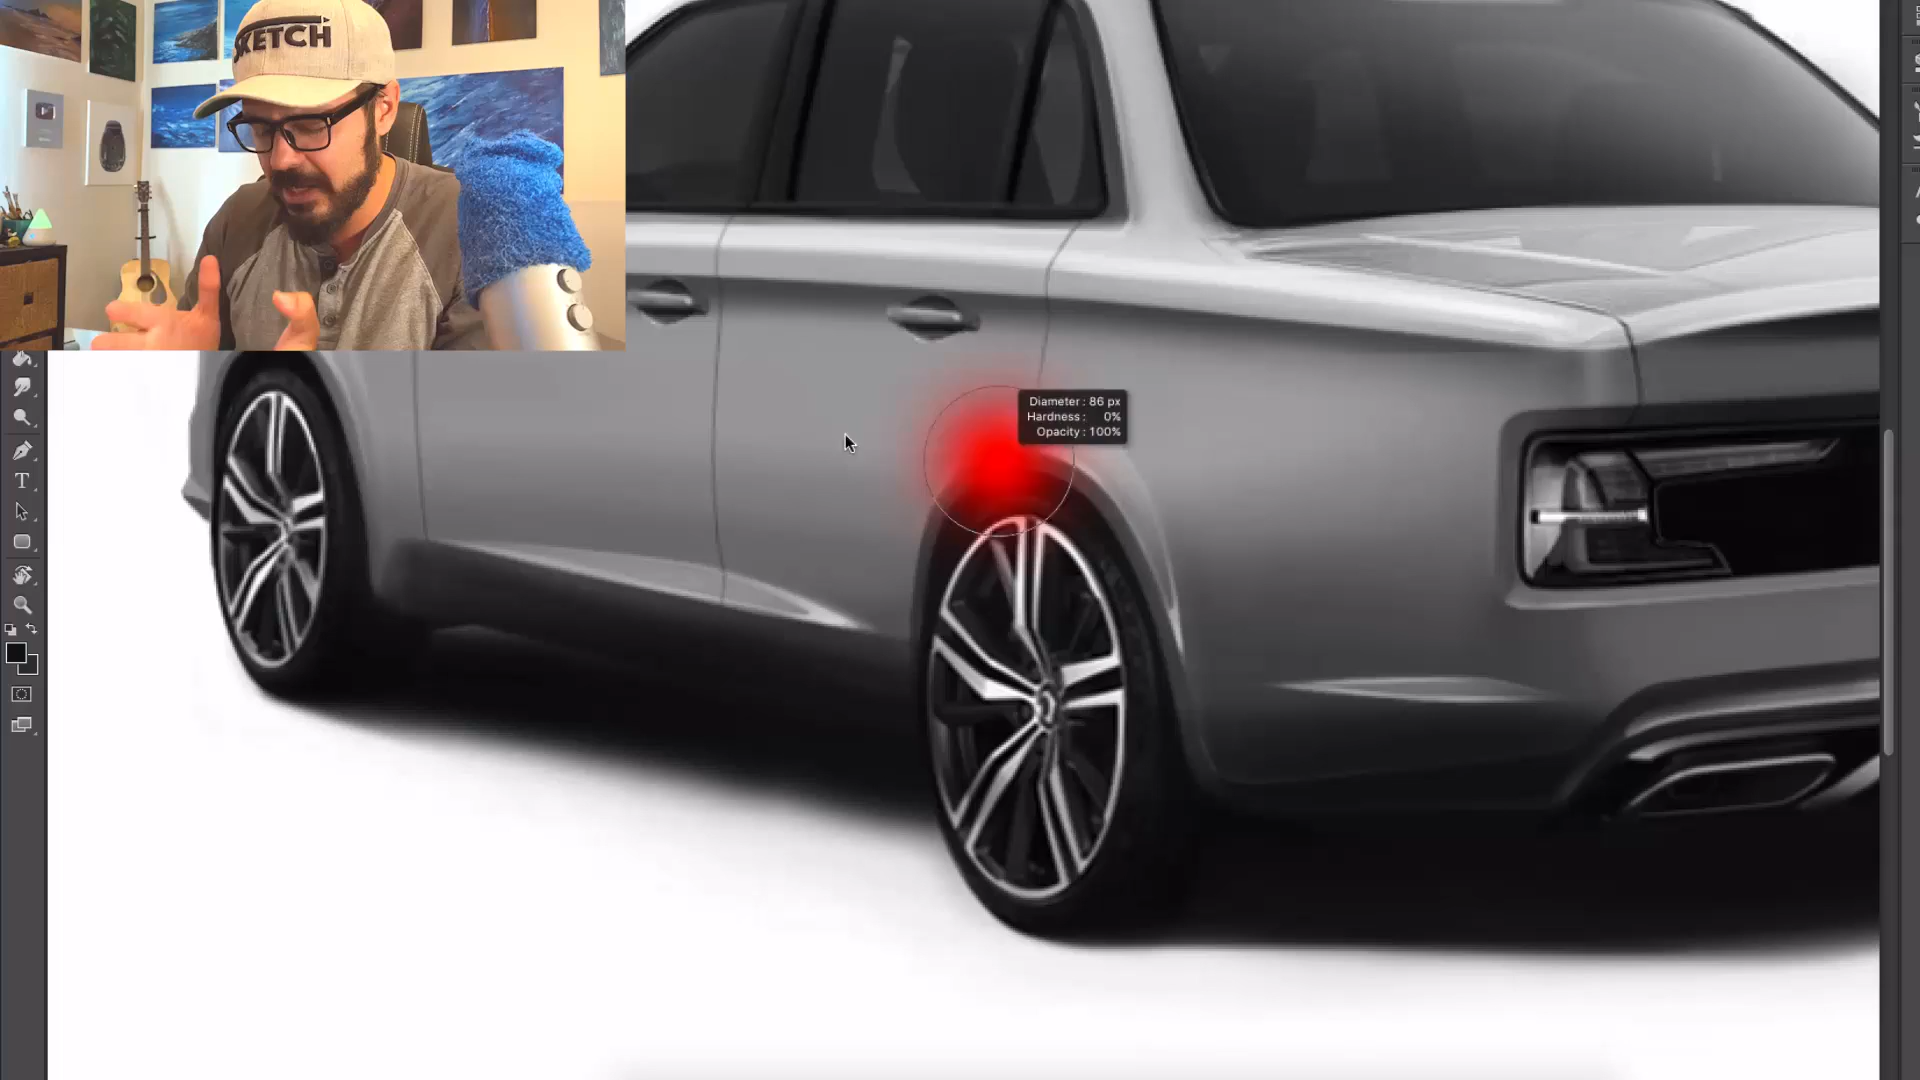 SKETCH
Diameter : 86 px
Hardness : 0%
Opacity : 100%
T